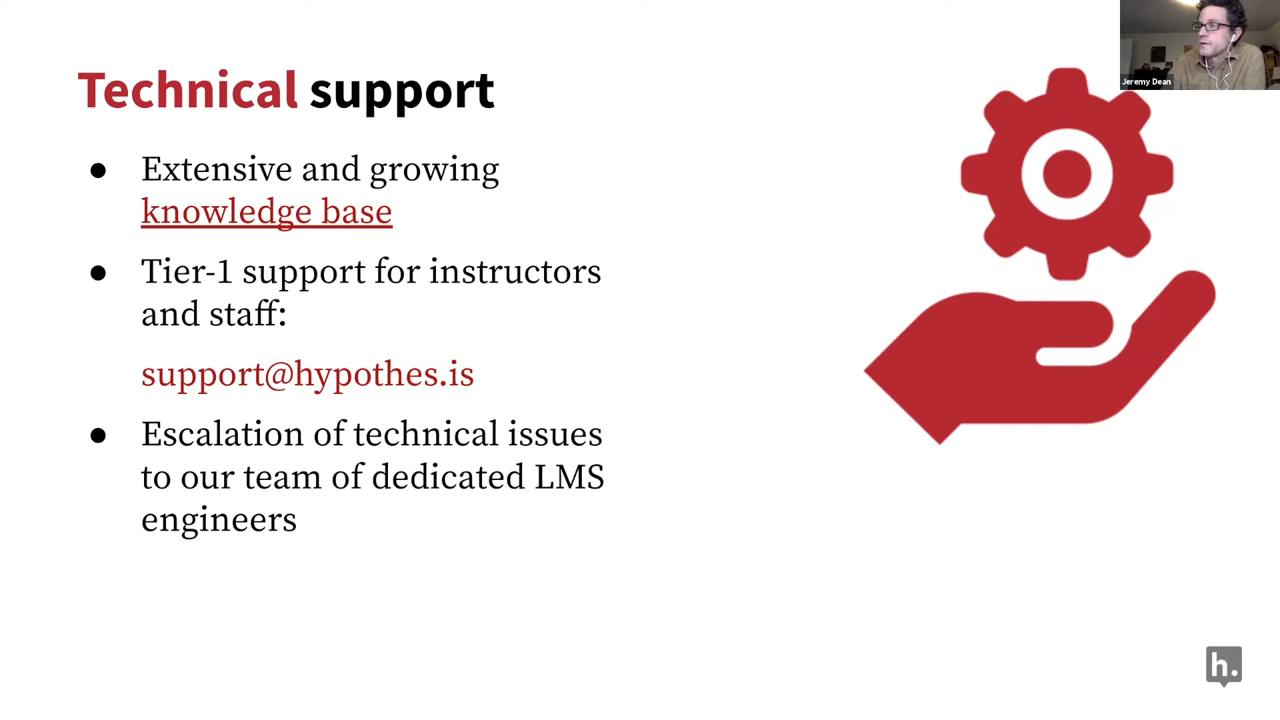 Jeremy Dean
Technical support
● Extensive and growing
knowledge base
● Tier-1 support for instructors
and staff:
support@hypothes.is
● Escalation of technical issues
to our team of dedicated LMS
engineers
h.